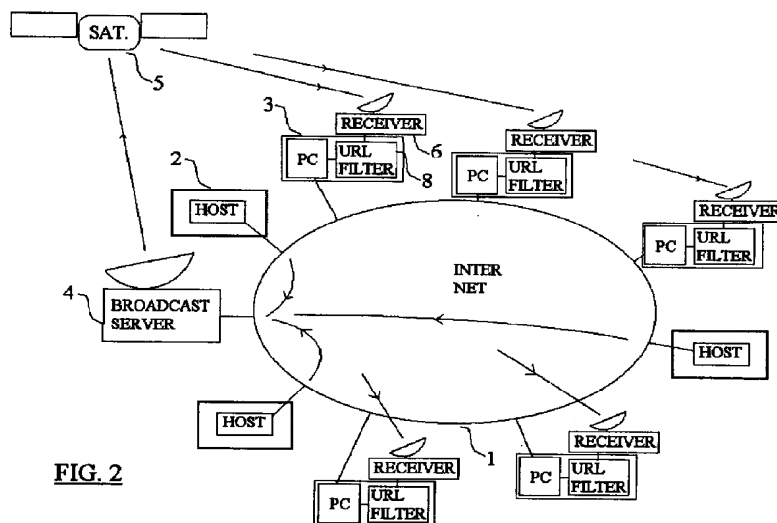 SAT.
5
3
RECEIVER
6
PC
URL
FILTER
8
RECEIVER
PC
URL
FILTER
RECEIVER
PC
URL
FILTER
2
HOST
4
BROADCAST
SERVER
INTER
NET
HOST
HOST
1
RECEIVER
PC
URL
FILTER
RECEIVER
PC
URL
FILTER
FIG. 2